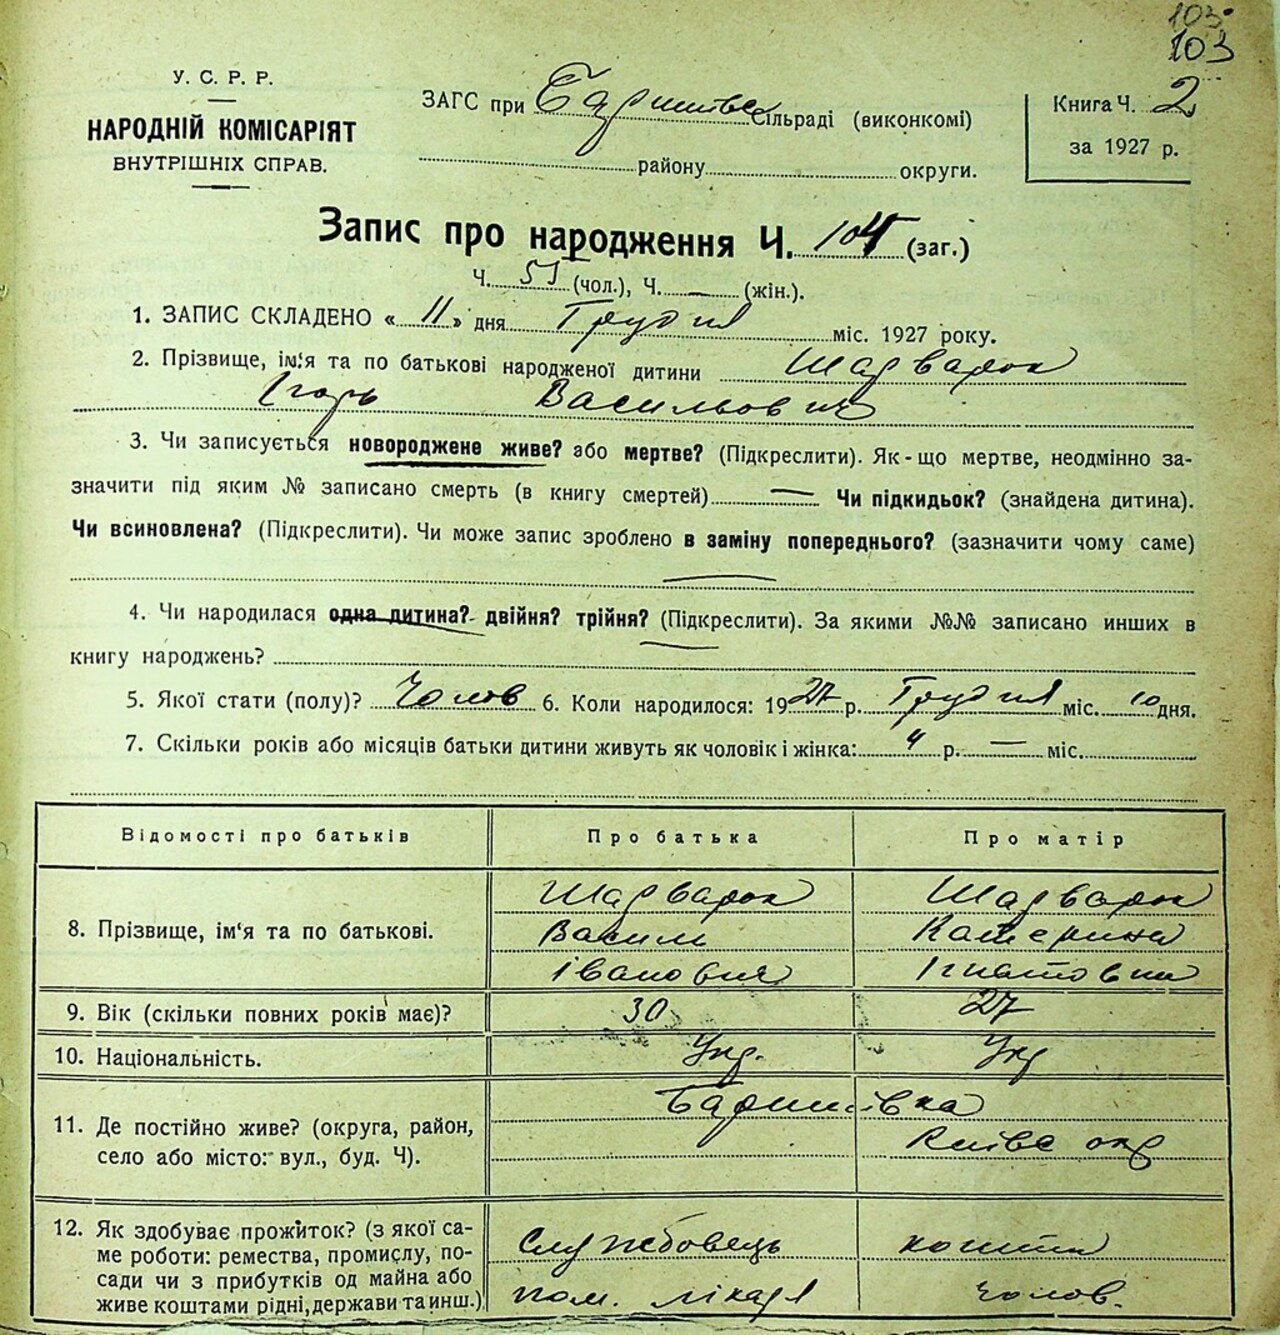 103
103
У. С. Р. Р.
НАРОДНІЙ КОМІСАРІЯТ
ВНУТРІШНІХ СПРАВ.
ЗАГС при Баришівс сільраді (виконкомі)
району округи.
Книга Ч. 2
за 1927 р.
Запис про народження Ч. 104 (заг.)
Ч. 51 (чол.), Ч. — (жін.).
1. ЗАПИС СКЛАДЕНО « 11 » дня Грудня міс. 1927 року.
2. Прізвище, ім'я та по батькові народженої дитини Шарварок
Ігорь Васильович
3. Чи записується новороджене живе? або мертве? (Підкреслити). Як-що мертве, неодмінно за-
значити під яким № записано смерть (в книгу смертей) — Чи підкидьок? (знайдена дитина).
Чи всиновлена? (Підкреслити). Чи може запис зроблено в заміну попереднього? (зазначити чому саме)
—
4. Чи народилася одна дитина? двійня? трійня? (Підкреслити). За якими №№ записано инших в
книгу народжень? —
5. Якої стати (полу)? Чолов 6. Коли народилося: 1927 р. Грудня міс. 10 дня.
7. Скільки років або місяців батьки дитини живуть як чоловік і жінка: 4 р. — міс.
Відомості про батьків Про батька Про матір
8. Прізвище, ім'я та по батькові. Шарварок Шарварок
Василь Катерина
Іванович Ігнатовна
9. Вік (скільки повних років має)? 30 27
10. Національність. Укр. Укр
11. Де постійно живе? (округа, район, Баришівка
село або місто: вул., буд. Ч). Київс окр
12. Як здобуває прожиток? (з якої са-
ме роботи: ремества, промислу, по- Службовець кошти
сади чи з прибутків од майна або
живе коштами рідні, держави та инш.) пом. лікаря чолов.